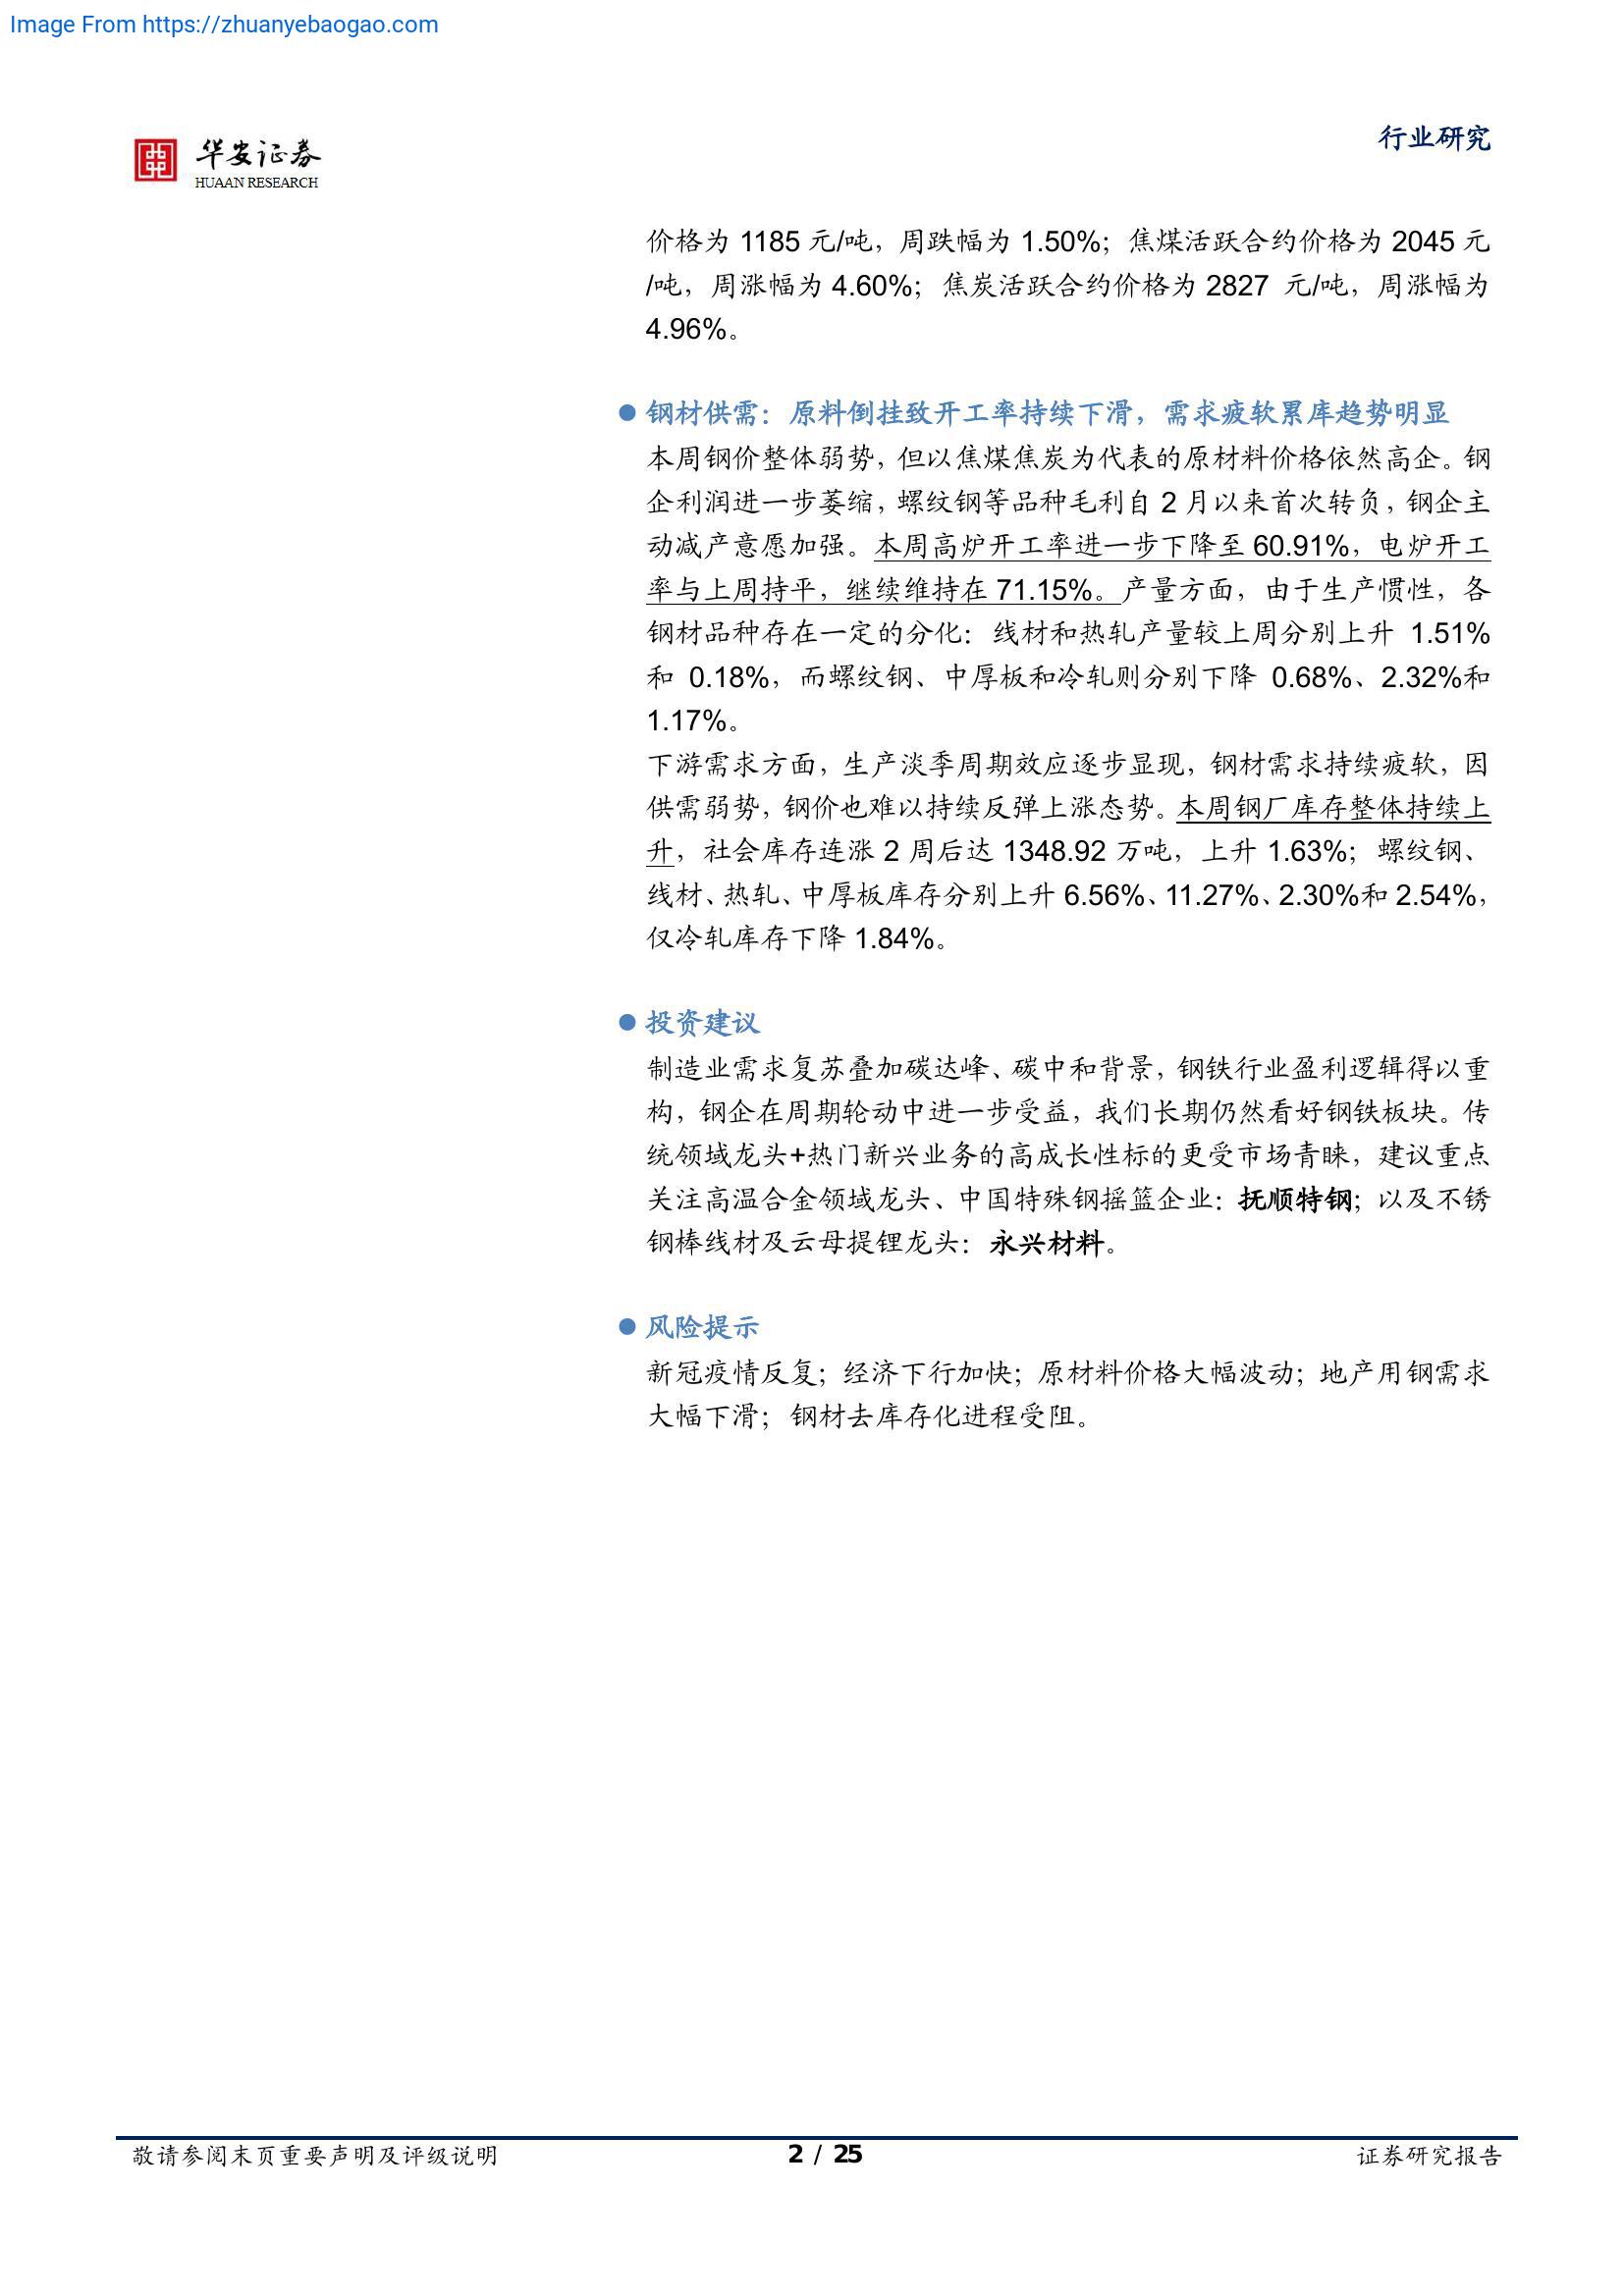 Image From https://zhuanyebaogao.com
华安证券
HUAAN RESEARCH
行业研究
价格为 1185 元/吨，周跌幅为 1.50%；焦煤活跃合约价格为 2045 元
/吨，周涨幅为 4.60%；焦炭活跃合约价格为 2827 元/吨，周涨幅为
4.96%。
● 钢材供需：原料倒挂致开工率持续下滑，需求疲软累库趋势明显
本周钢价整体弱势，但以焦煤焦炭为代表的原材料价格依然高企。钢
企利润进一步萎缩，螺纹钢等品种毛利自 2 月以来首次转负，钢企主
动减产意愿加强。本周高炉开工率进一步下降至 60.91%，电炉开工
率与上周持平，继续维持在 71.15%。产量方面，由于生产惯性，各
钢材品种存在一定的分化：线材和热轧产量较上周分别上升 1.51%
和 0.18%，而螺纹钢、中厚板和冷轧则分别下降 0.68%、2.32%和
1.17%。
下游需求方面，生产淡季周期效应逐步显现，钢材需求持续疲软，因
供需弱势，钢价也难以持续反弹上涨态势。本周钢厂库存整体持续上
升，社会库存连涨 2 周后达 1348.92 万吨，上升 1.63%；螺纹钢、
线材、热轧、中厚板库存分别上升 6.56%、11.27%、2.30%和 2.54%，
仅冷轧库存下降 1.84%。
● 投资建议
制造业需求复苏叠加碳达峰、碳中和背景，钢铁行业盈利逻辑得以重
构，钢企在周期轮动中进一步受益，我们长期仍然看好钢铁板块。传
统领域龙头+热门新兴业务的高成长性标的更受市场青睐，建议重点
关注高温合金领域龙头、中国特殊钢摇篮企业：抚顺特钢；以及不锈
钢棒线材及云母提锂龙头：永兴材料。
● 风险提示
新冠疫情反复；经济下行加快；原材料价格大幅波动；地产用钢需求
大幅下滑；钢材去库存化进程受阻。
敬请参阅末页重要声明及评级说明
2 / 25
证券研究报告